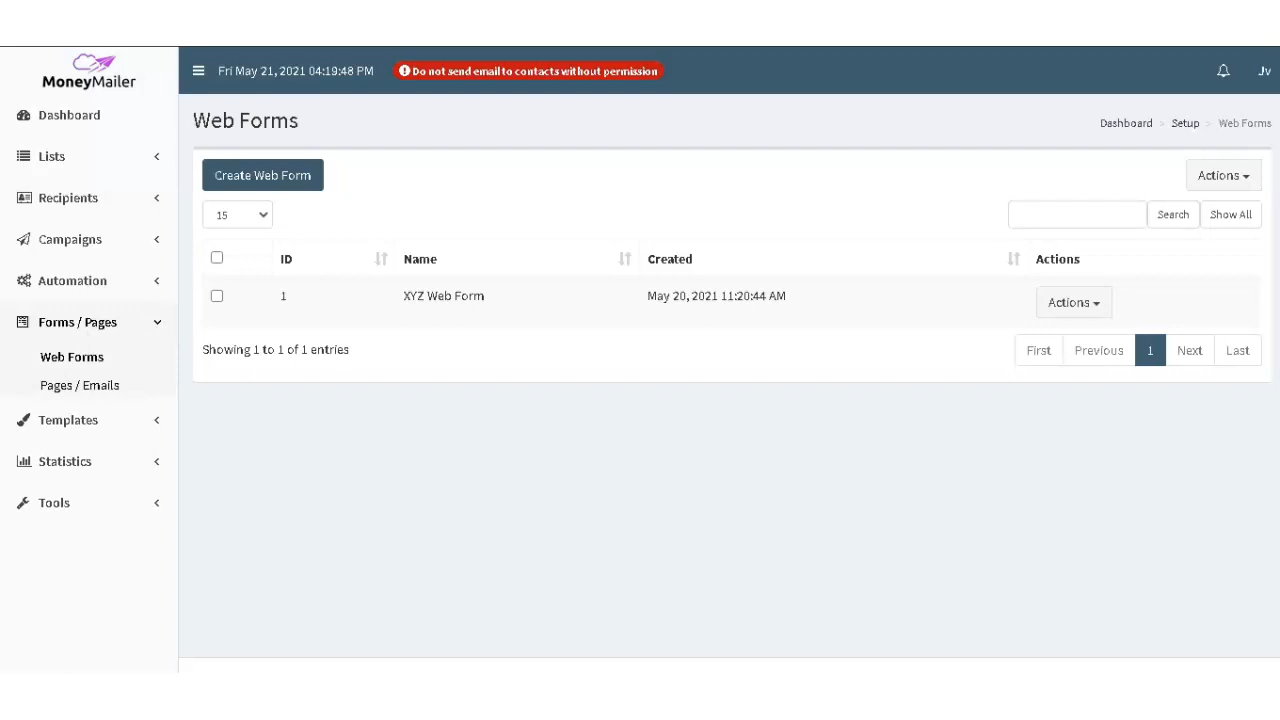 MoneyMailer
Fri May 21, 2021 04:19:48 PM
Do not send email to contacts without permission
Jv
Dashboard
Lists
Recipients
Campaigns
Automation
Forms / Pages
Web Forms
Pages / Emails
Templates
Statistics
Tools
Web Forms
Dashboard > Setup > Web Forms
Create Web Form
Actions
15
Search
Show All
ID Name Created Actions
1 XYZ Web Form May 20, 2021 11:20:44 AM Actions
Showing 1 to 1 of 1 entries
First Previous 1 Next Last